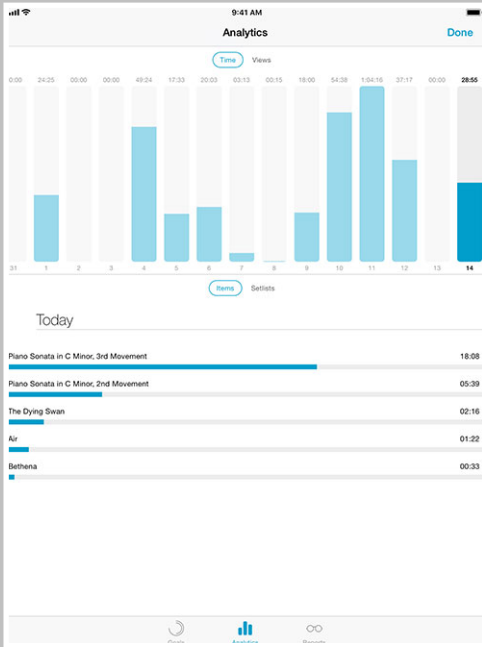 9:41 AM
Analytics Done
Time Views
0:00 24:25 00:00 00:00 49:24 17:33 20:03 03:13 00:15 18:00 54:38 1:04:16 37:17 00:00 28:55
31 1 2 3 4 5 6 7 8 9 10 11 12 13 14
Items Setlists
Today
Piano Sonata in C Minor, 3rd Movement 18:08
Piano Sonata in C Minor, 2nd Movement 05:39
The Dying Swan 02:16
Air 01:22
Bethena 00:33
Goals Analytics